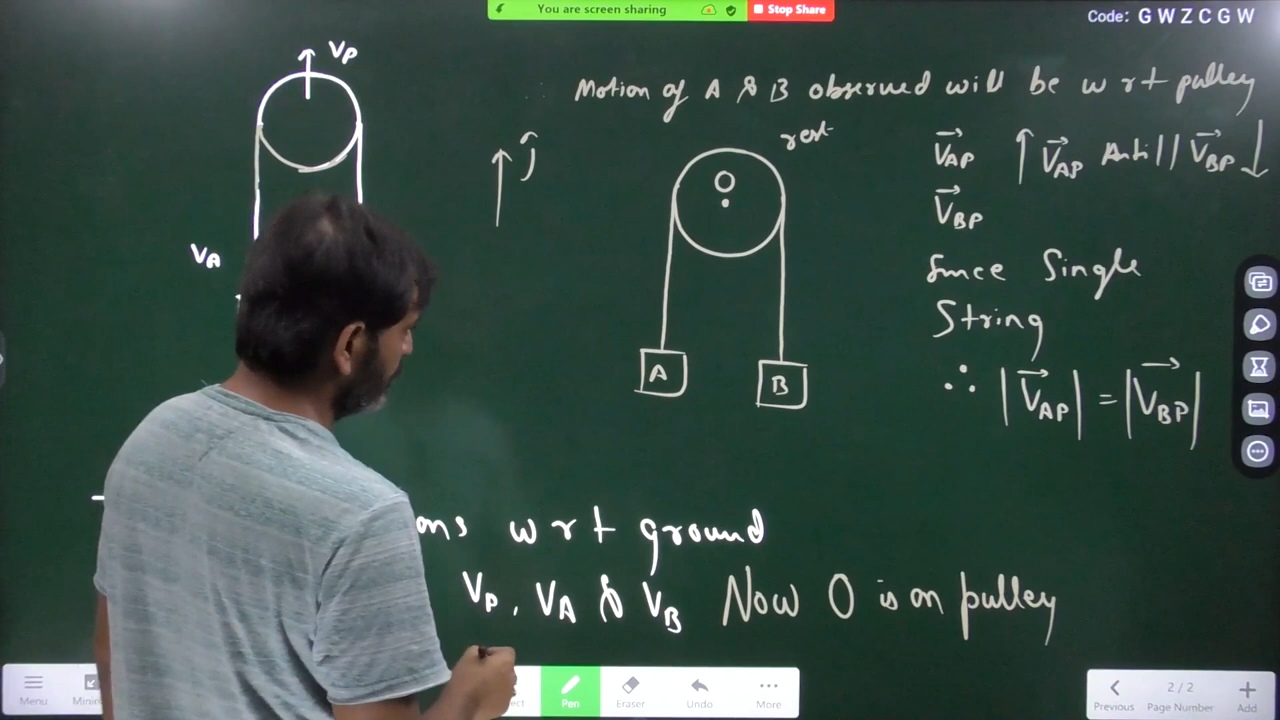 You are screen sharing
Stop Share
Code: G W Z C G W
VP
Motion of A & B observed will be w r t pulley
rest
ĵ
V⃗AP ↑ V⃗AP Anti || V⃗BP ↓
V⃗BP
VA
Since Single
String
A
B
∴ |V⃗AP| = |V⃗BP|
ons w r t ground
VP, VA & VB Now O is on pulley
Menu
Pen
Eraser
Undo
More
2 / 2
Previous
Page Number
Add